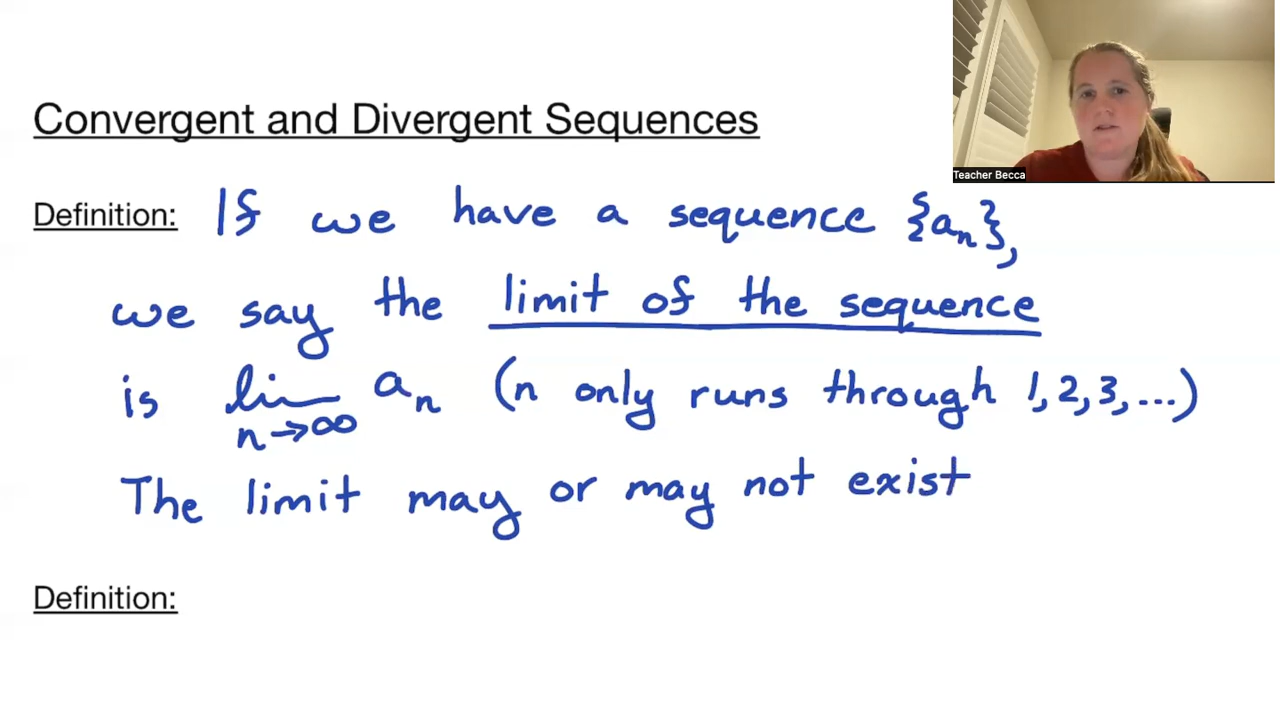 Convergent and Divergent Sequences
Teacher Becca
Definition: If we have a sequence {aₙ},
we say the limit of the sequence
is lim n→∞ aₙ (n only runs through 1,2,3,...)
The limit may or may not exist
Definition: